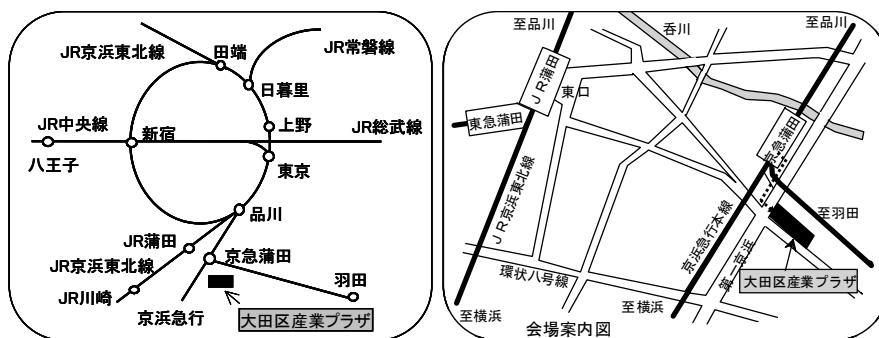 JR京浜東北線
田端
JR常磐線
日暮里
上野
JR中央線
新宿
JR総武線
八王子
東京
品川
JR蒲田
京急蒲田
JR京浜東北線
羽田
JR川崎
京浜急行
大田区産業プラザ
至品川
呑川
至品川
JR蒲田
東口
東急蒲田
京急蒲田
JR京浜東北線
京浜急行本線
至羽田
第一京浜
大田区産業プラザ
環状八号線
至横浜
至横浜
会場案内図